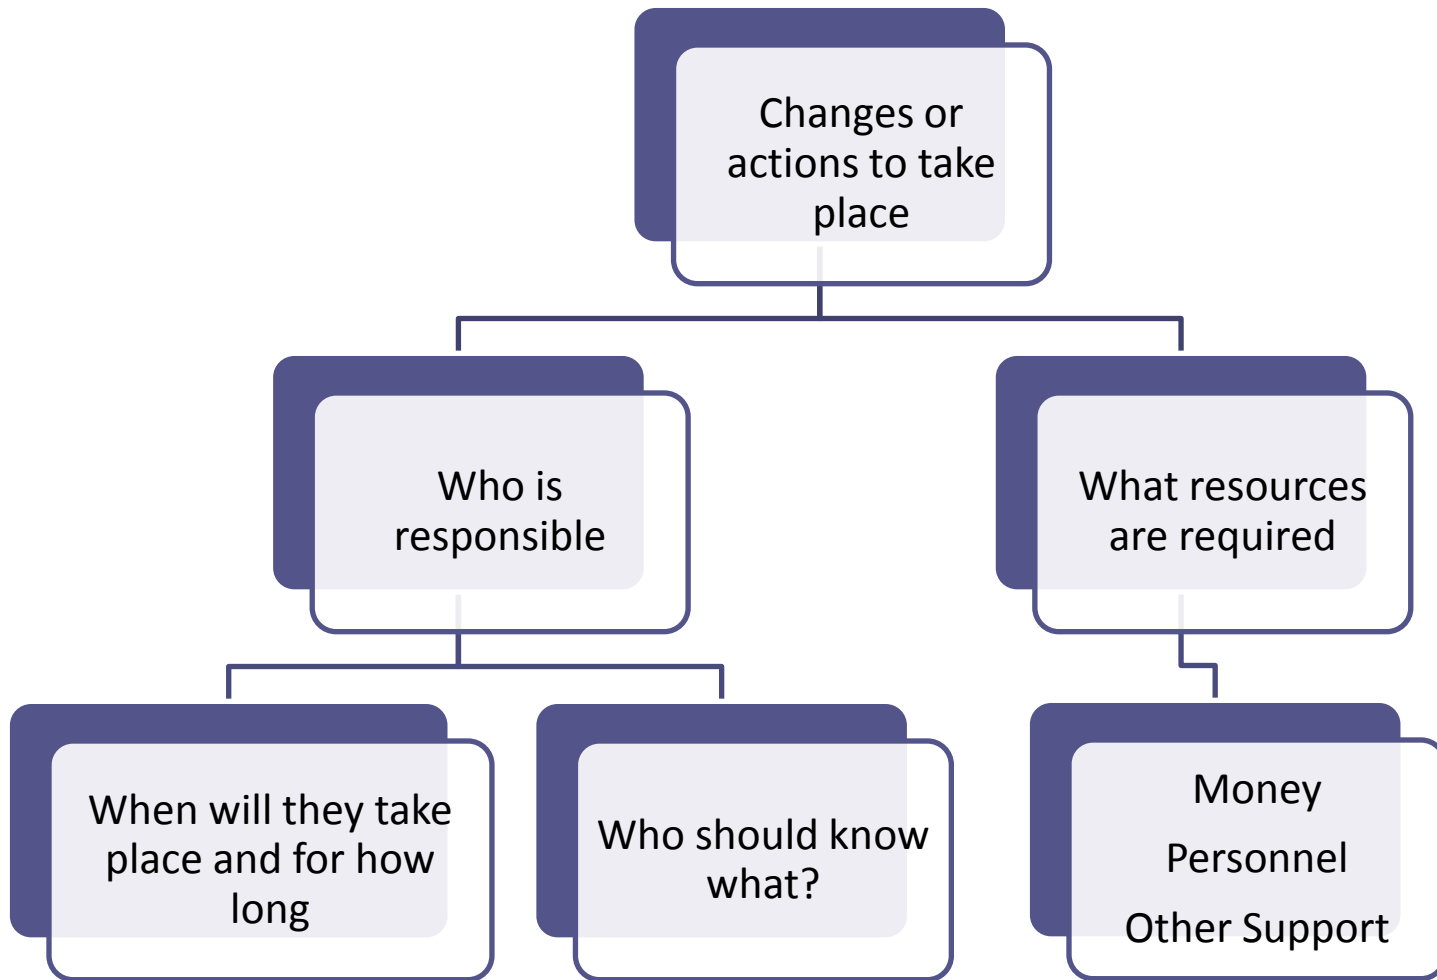 Changes or
actions to take
place
Who is
responsible
What resources
are required
When will they take
place and for how
long
Who should know
what?
Money
Personnel
Other Support